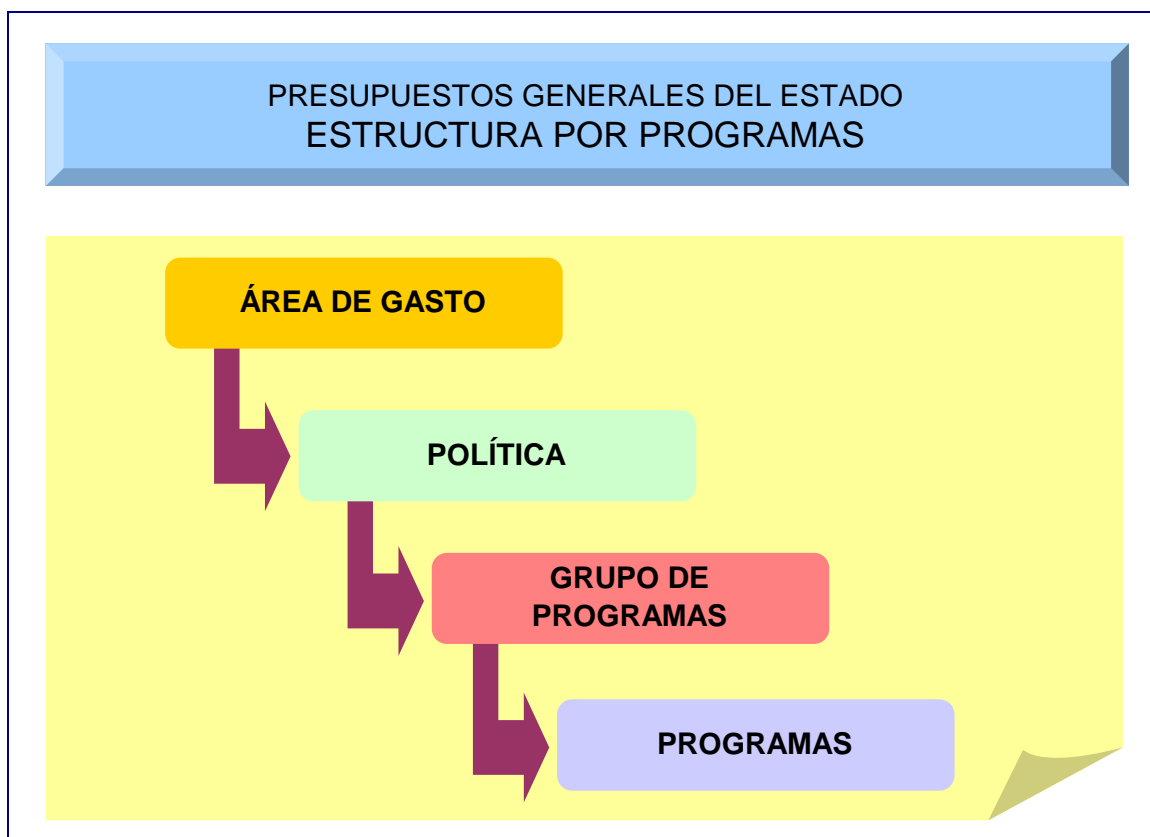 PRESUPUESTOS GENERALES DEL ESTADO
ESTRUCTURA POR PROGRAMAS
ÁREA DE GASTO
POLÍTICA
GRUPO DE
PROGRAMAS
PROGRAMAS